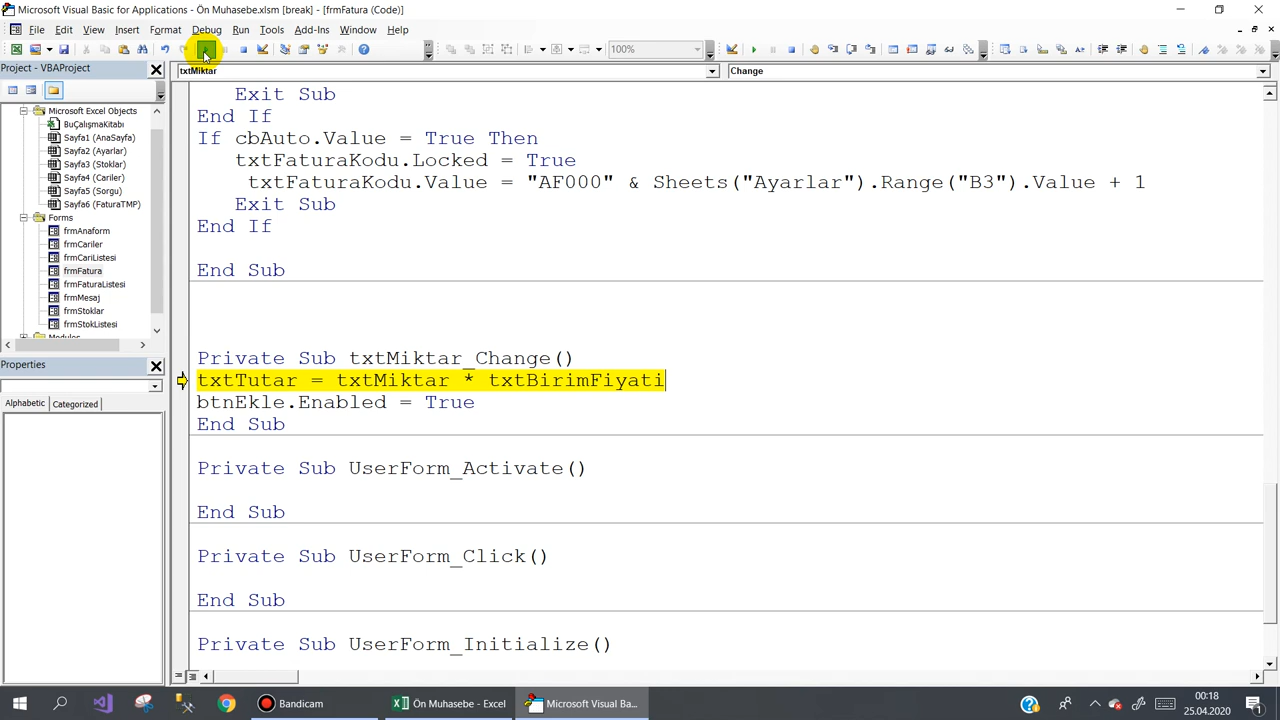 Microsoft Visual Basic for Applications - Ön Muhasebe.xlsm [break] - [frmFatura (Code)]
File Edit View Insert Format Debug Run Tools Add-Ins Window Help
100%
Project - VBAProject
txtMiktar
Change
Microsoft Excel Objects
BuÇalışmaKitabı
Sayfa1 (AnaSayfa)
Sayfa2 (Ayarlar)
Sayfa3 (Stoklar)
Sayfa4 (Cariler)
Sayfa5 (Sorgu)
Sayfa6 (FaturaTMP)
Forms
frmAnaform
frmCariler
frmCariListesi
frmFatura
frmFaturaListesi
frmMesaj
frmStoklar
frmStokListesi
Modules
Properties
Alphabetic Categorized
Exit Sub
End If
If cbAuto.Value = True Then
txtFaturaKodu.Locked = True
txtFaturaKodu.Value = "AF000" & Sheets("Ayarlar").Range("B3").Value + 1
Exit Sub
End If
End Sub
Private Sub txtMiktar_Change()
txtTutar = txtMiktar * txtBirimFiyati
btnEkle.Enabled = True
End Sub
Private Sub UserForm_Activate()
End Sub
Private Sub UserForm_Click()
End Sub
Private Sub UserForm_Initialize()
Bandicam
Ön Muhasebe - Excel
Microsoft Visual Ba...
00:18
25.04.2020